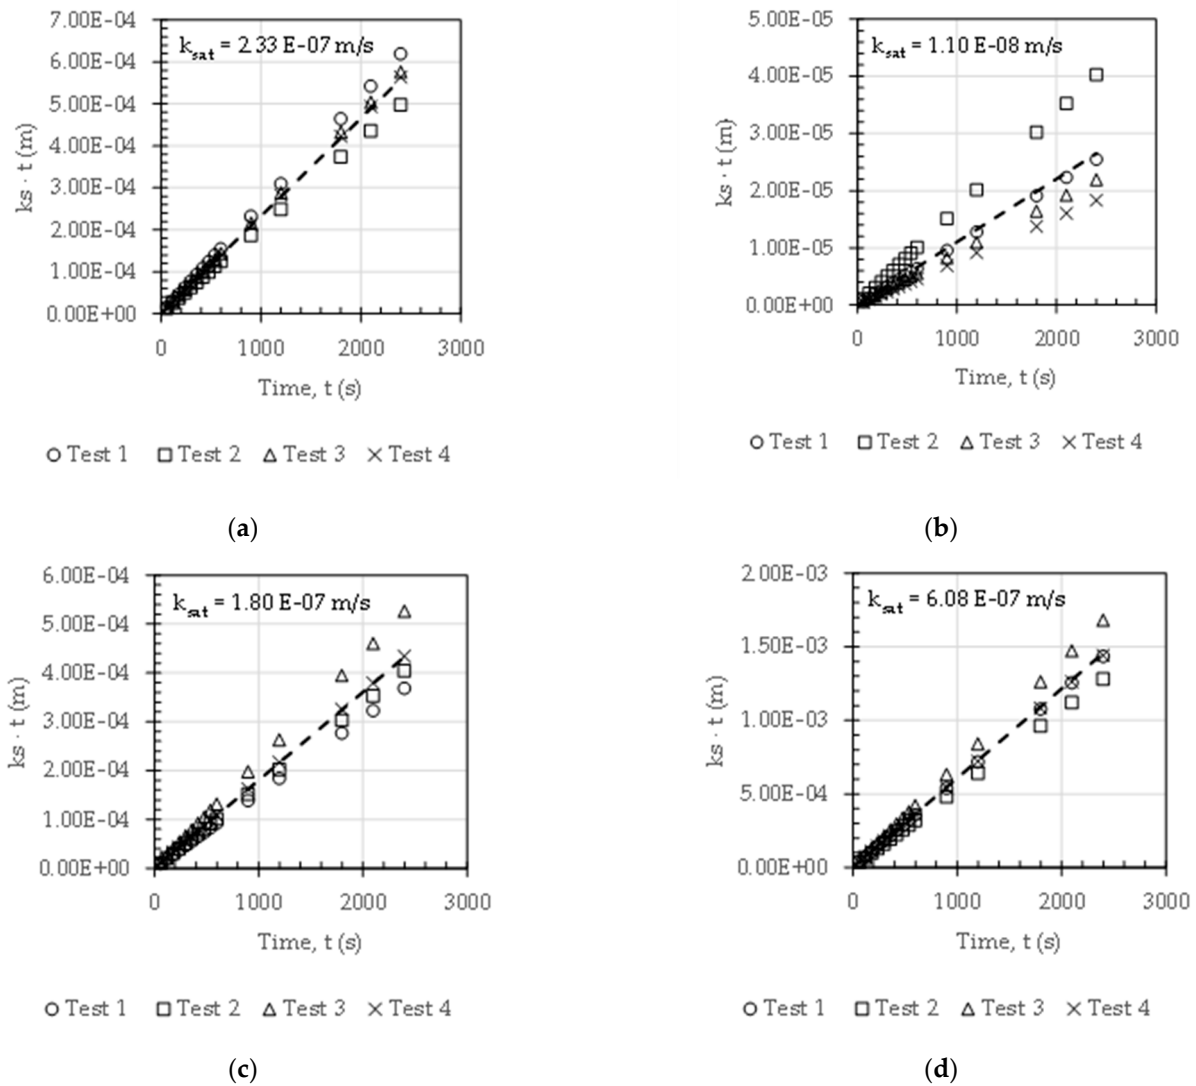 k_sat = 2.33 E-07 m/s
7.00E-04
6.00E-04
5.00E-04
4.00E-04
3.00E-04
2.00E-04
1.00E-04
0.00E+00
ks · t (m)
0 1000 2000 3000
Time, t (s)
Test 1 Test 2 Test 3 Test 4
(a)
k_sat = 1.10 E-08 m/s
5.00E-05
4.00E-05
3.00E-05
2.00E-05
1.00E-05
0.00E+00
ks · t (m)
0 1000 2000 3000
Time, t (s)
Test 1 Test 2 Test 3 Test 4
(b)
k_sat = 1.80 E-07 m/s
6.00E-04
5.00E-04
4.00E-04
3.00E-04
2.00E-04
1.00E-04
0.00E+00
ks · t (m)
0 1000 2000 3000
Time, t (s)
Test 1 Test 2 Test 3 Test 4
(c)
k_sat = 6.08 E-07 m/s
2.00E-03
1.50E-03
1.00E-03
5.00E-04
0.00E+00
ks · t (m)
0 1000 2000 3000
Time, t (s)
Test 1 Test 2 Test 3 Test 4
(d)